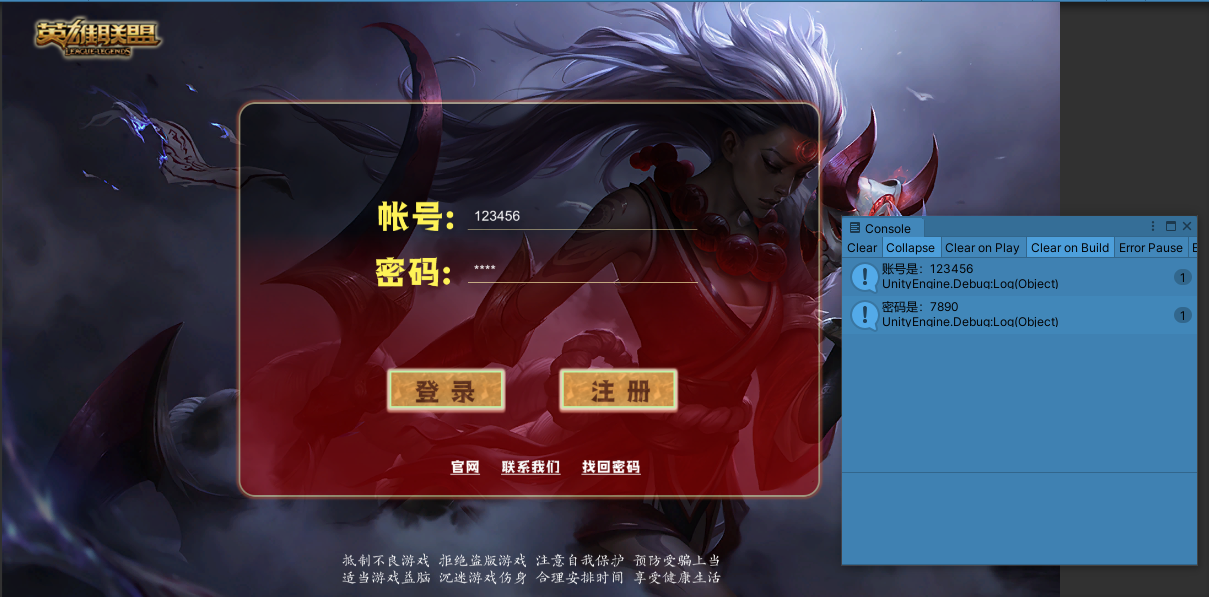 英雄联盟
LEAGUE LEGENDS
帐号: 123456
密码: ****
登录 注册
官网 联系我们 找回密码
抵制不良游戏 拒绝盗版游戏 注意自我保护 预防受骗上当
适当游戏益脑 沉迷游戏伤身 合理安排时间 享受健康生活
Console
Clear Collapse Clear on Play Clear on Build Error Pause E
账号是: 123456
UnityEngine.Debug:Log(Object)
1
密码是: 7890
UnityEngine.Debug:Log(Object)
1